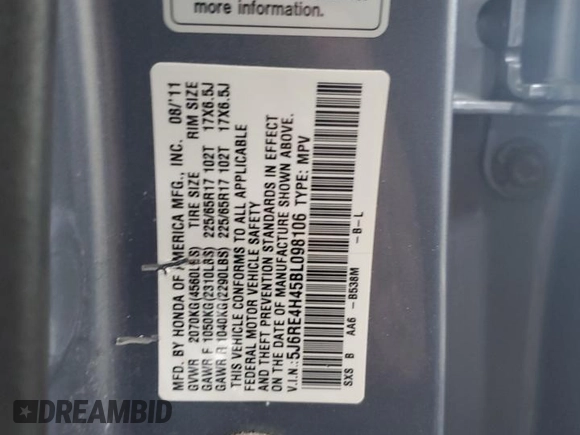 more information.
MFD. BY HONDA OF AMERICA MFG., INC. 08/'11
GVWR 2070KG(4560LBS) TIRE SIZE RIM SIZE
GAWR F 1050KG(2310LBS) 225/65R17 102T 17X6.5J
GAWR R 1040KG(2290LBS) 225/65R17 102T 17X6.5J
THIS VEHICLE CONFORMS TO ALL APPLICABLE
FEDERAL MOTOR VEHICLE SAFETY
AND THEFT PREVENTION STANDARDS IN EFFECT
ON THE DATE OF MANUFACTURE SHOWN ABOVE.
V.I.N.: 5J6RE4H45BL098106 TYPE: MPV
SXS B AA6 -B538M -B-L
DREAMBID